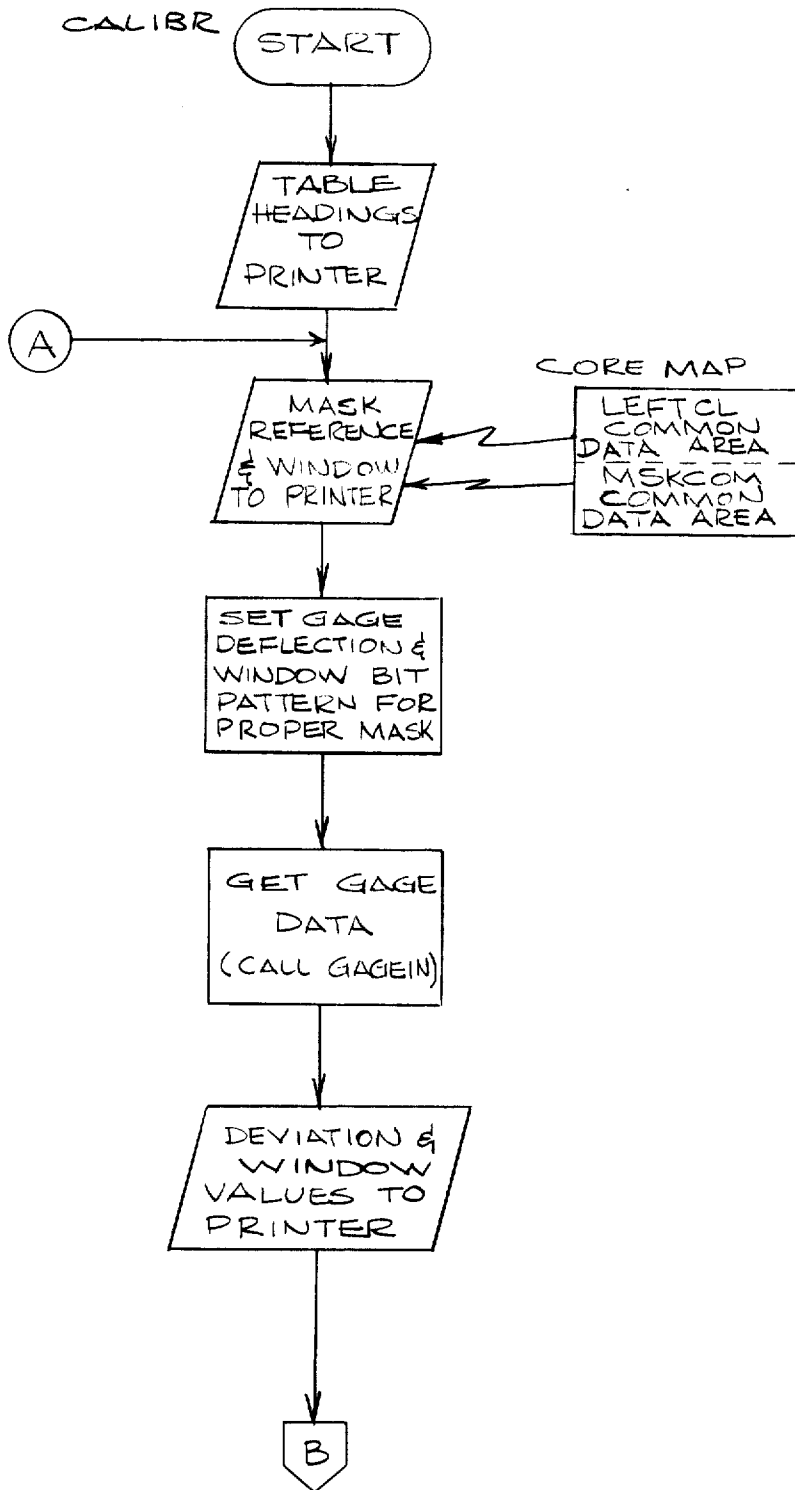 CALIBR
START
TABLE
HEADINGS
TO
PRINTER
A
MASK
REFERENCE
& WINDOW
TO PRINTER
CORE MAP
LEFTCL
COMMON
DATA AREA
MSKCOM
COMMON
DATA AREA
SET GAGE
DEFLECTION &
WINDOW BIT
PATTERN FOR
PROPER MASK
GET GAGE
DATA
(CALL GAGEIN)
DEVIATION &
WINDOW
VALUES TO
PRINTER
B